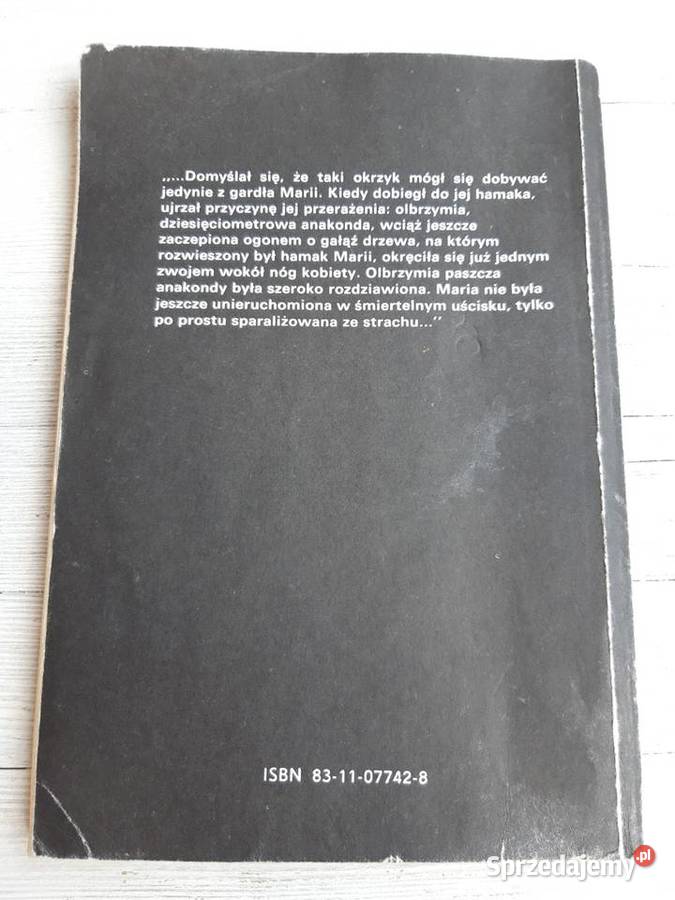 „...Domyślał się, że taki okrzyk mógł się dobywać
jedynie z gardła Marii. Kiedy dobiegł do jej hamaka,
ujrzał przyczynę jej przerażenia: olbrzymia,
dziesięciometrowa anakonda, wciąż jeszcze
zaczepiona ogonem o gałąź drzewa, na którym
rozwieszony był hamak Marii, okręciła się już jednym
zwojem wokół nóg kobiety. Olbrzymia paszcza
anakondy była szeroko rozdziawiona. Maria nie była
jeszcze unieruchomiona w śmiertelnym uścisku, tylko
po prostu sparaliżowana ze strachu...”
ISBN 83-11-07742-8
Sprzedajemy.pl